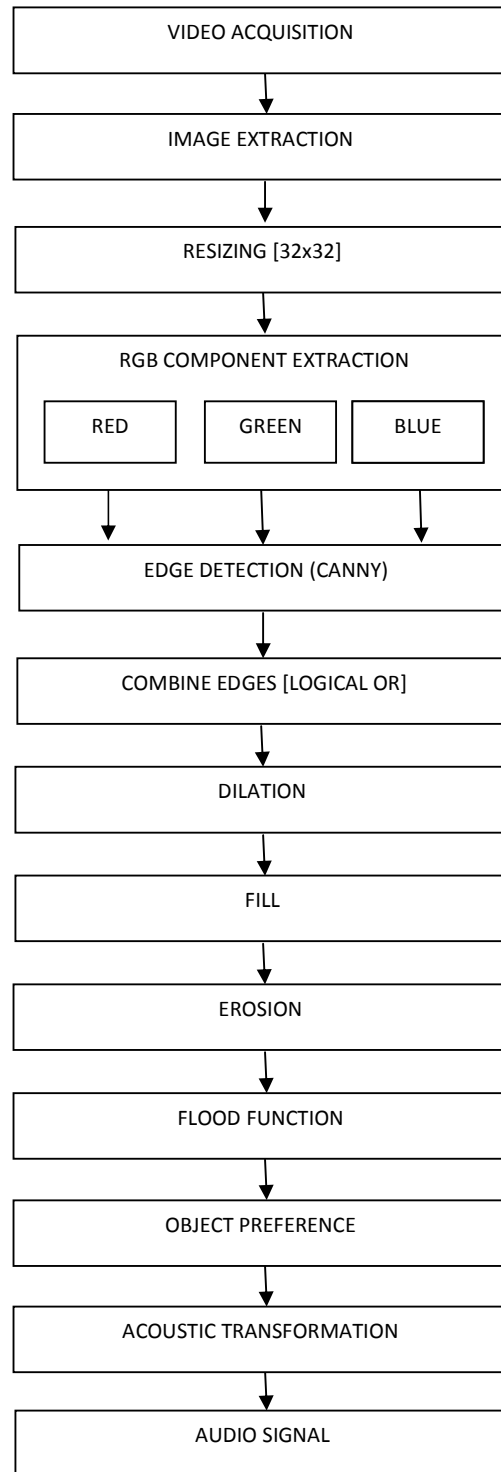 VIDEO ACQUISITION
IMAGE EXTRACTION
RESIZING [32x32]
RGB COMPONENT EXTRACTION
RED
GREEN
BLUE
EDGE DETECTION (CANNY)
COMBINE EDGES [LOGICAL OR]
DILATION
FILL
EROSION
FLOOD FUNCTION
OBJECT PREFERENCE
ACOUSTIC TRANSFORMATION
AUDIO SIGNAL